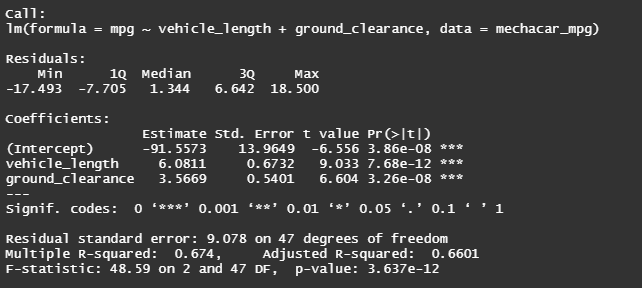 Call:
lm(formula = mpg ~ vehicle_length + ground_clearance, data = mechacar_mpg)
Residuals:
Min 1Q Median 3Q Max
-17.493 -7.705 1.344 6.642 18.500
Coefficients:
Estimate Std. Error t value Pr(>|t|)
(Intercept) -91.5573 13.9649 -6.556 3.86e-08 ***
vehicle_length 6.0811 0.6732 9.033 7.68e-12 ***
ground_clearance 3.5669 0.5401 6.604 3.26e-08 ***
---
Signif. codes: 0 ‘***’ 0.001 ‘**’ 0.01 ‘*’ 0.05 ‘.’ 0.1 ‘ ’ 1
Residual standard error: 9.078 on 47 degrees of freedom
Multiple R-squared: 0.674, Adjusted R-squared: 0.6601
F-statistic: 48.59 on 2 and 47 DF, p-value: 3.637e-12